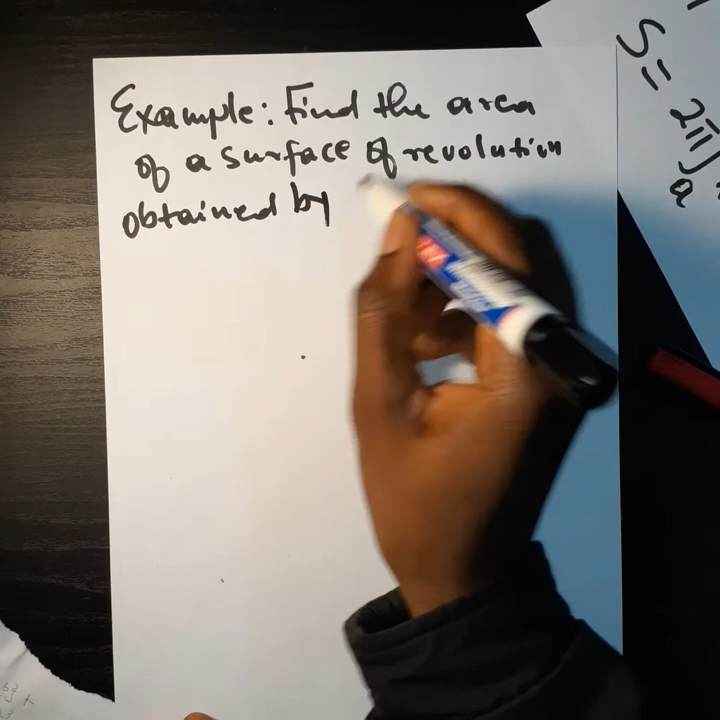 Example: Find the area
of a surface of revolution
obtained by
S = 2π∫
a